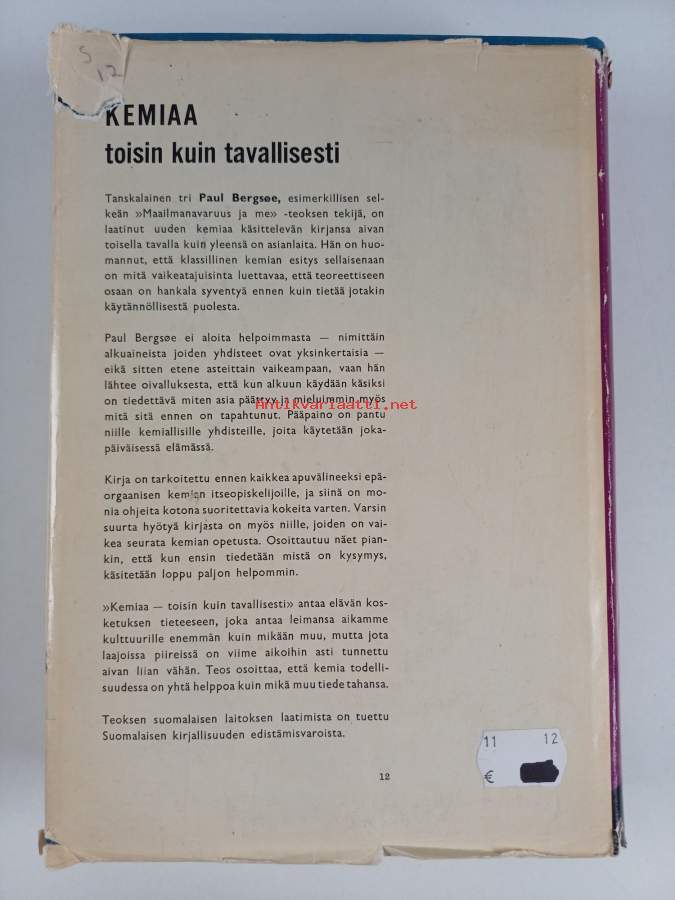 S
12
KEMIAA
toisin kuin tavallisesti
Tanskalainen tri Paul Bergsøe, esimerkillisen sel-
keän »Maailmanavaruus ja me» -teoksen tekijä, on
laatinut uuden kemiaa käsittelevän kirjansa aivan
toisella tavalla kuin yleensä on asianlaita. Hän on huo-
mannut, että klassillinen kemian esitys sellaisenaan
on mitä vaikeatajuisinta luettavaa, että teoreettiseen
osaan on hankala syventyä ennen kuin tietää jotakin
käytännöllisestä puolesta.
Paul Bergsøe ei aloita helpoimmasta — nimittäin
alkuaineista joiden yhdisteet ovat yksinkertaisia —
eikä sitten etene asteittain vaikeampaan, vaan hän
lähtee oivalluksesta, että kun alkuun käydään käsiksi
on tiedettävä miten asia päättyy ja mieluimmin myös
Antikvariaatti.net
mitä sitä ennen on tapahtunut. Pääpaino on pantu
niille kemiallisille yhdisteille, joita käytetään joka-
päiväisessä elämässä.
Kirja on tarkoitettu ennen kaikkea apuvälineeksi epä-
orgaanisen kemian itseopiskelijoille, ja siinä on mo-
nia ohjeita kotona suoritettavia kokeita varten. Varsin
suurta hyötyä kirjasta on myös niille, joiden on vai-
kea seurata kemian opetusta. Osoittautuu näet pian-
kin, että kun ensin tiedetään mistä on kysymys,
käsitetään loppu paljon helpommin.
»Kemiaa — toisin kuin tavallisesti» antaa elävän kos-
ketuksen tieteeseen, joka antaa leimansa aikamme
kulttuurille enemmän kuin mikään muu, mutta jota
laajoissa piireissä on viime aikoihin asti tunnettu
aivan liian vähän. Teos osoittaa, että kemia todelli-
suudessa on yhtä helppoa kuin mikä muu tiede tahansa.
Teoksen suomalaisen laitoksen laatimista on tuettu
Suomalaisen kirjallisuuden edistämisvaroista.
12
11 12
€